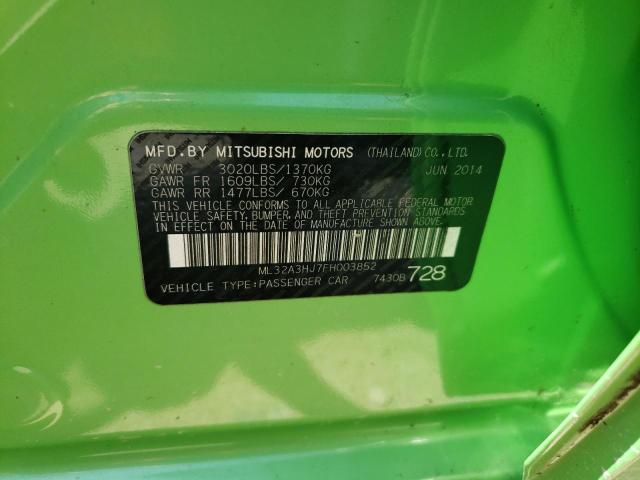 MFD.BY MITSUBISHI MOTORS (THAILAND) CO., LTD.
GVWR 3020LBS/1370KG JUN 2014
GAWR FR 1609LBS/ 730KG
GAWR RR 1477LBS/ 670KG
THIS VEHICLE CONFORMS TO ALL APPLICABLE FEDERAL MOTOR
VEHICLE SAFETY, BUMPER, AND THEFT PREVENTION STANDARDS
IN EFFECT ON THE DATE OF MANUFACTURE SHOWN ABOVE.
ML32A3HJ7FH003852
VEHICLE TYPE:PASSENGER CAR 7430B 728